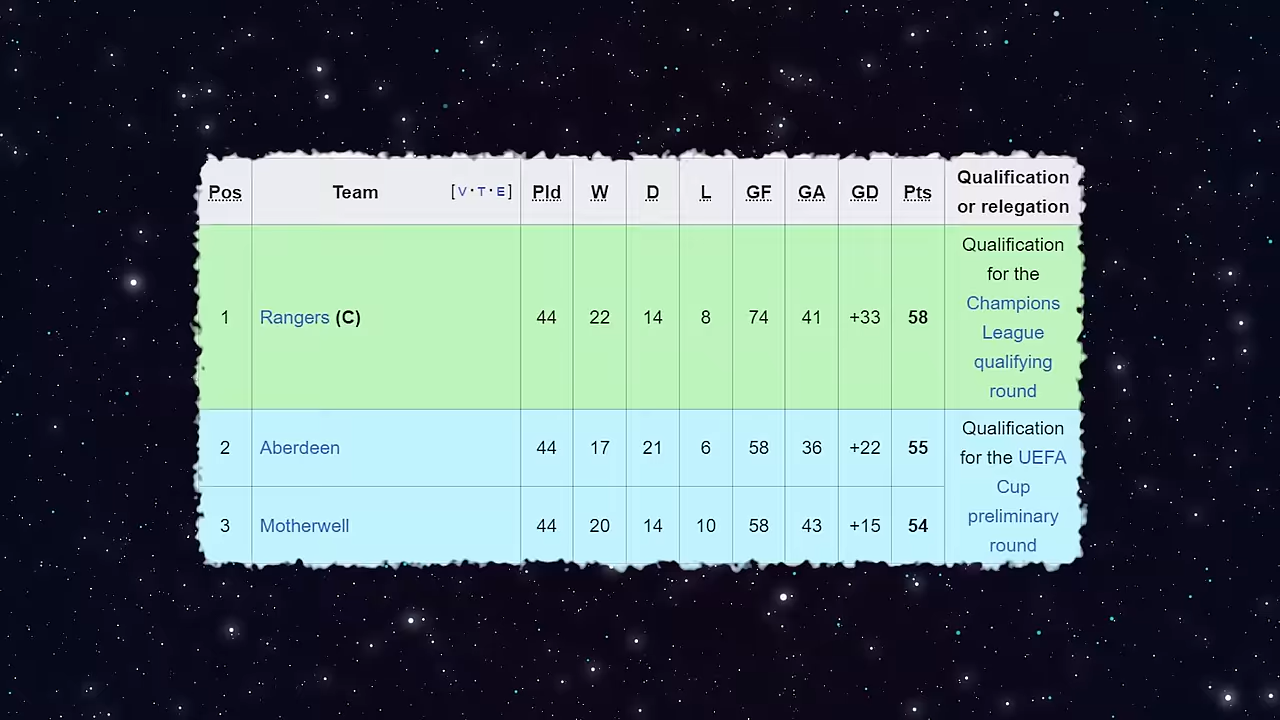 Pos Team [V·T·E] Pld W D L GF GA GD Pts Qualification
or relegation
1 Rangers (C) 44 22 14 8 74 41 +33 58 Qualification
for the
Champions
League
qualifying
round
2 Aberdeen 44 17 21 6 58 36 +22 55 Qualification
for the UEFA
Cup
preliminary
round
3 Motherwell 44 20 14 10 58 43 +15 54